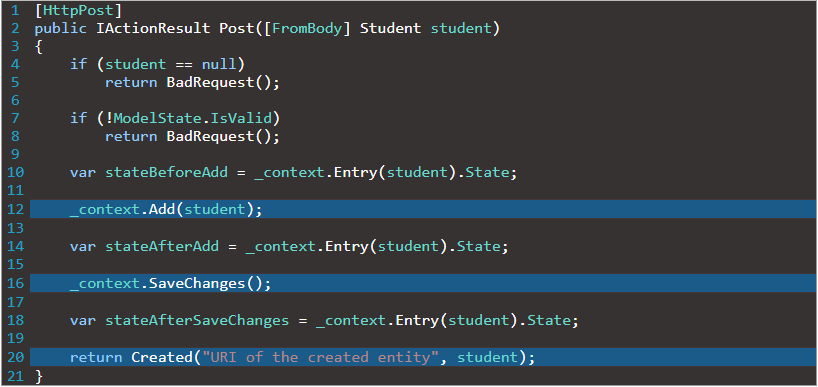 1 [HttpPost]
2 public IActionResult Post([FromBody] Student student)
3 {
4     if (student == null)
5         return BadRequest();
6
7     if (!ModelState.IsValid)
8         return BadRequest();
9
10     var stateBeforeAdd = _context.Entry(student).State;
11
12     _context.Add(student);
13
14     var stateAfterAdd = _context.Entry(student).State;
15
16     _context.SaveChanges();
17
18     var stateAfterSaveChanges = _context.Entry(student).State;
19
20     return Created("URI of the created entity", student);
21 }